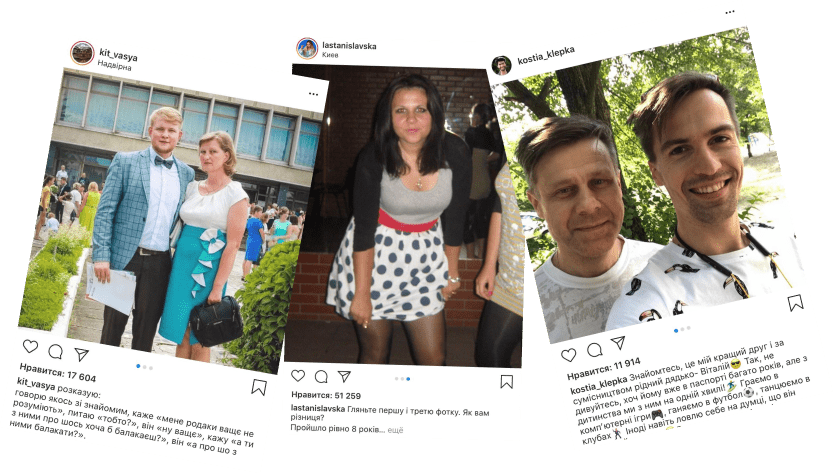 kit_vasya
Надвірна
Нравится: 17 604
kit_vasya розказую:
говорю якось зі знайомим, каже «мене родаки ващє не
розуміють», питаю «тобто?», він «ну ващє», кажу «а ти
з ними про шось хоча б балакаєш?», він «а про шо з
ними балакати?».
lastanislavska
Киев
Нравится: 51 259
lastanislavska Гляньте першу і третю фотку. Як вам
різниця?
Пройшло рівно 8 років... ещё
kostia_klepka
Нравится: 11 914
kostia_klepka Знайомтесь, це мій кращий друг і за
сумісництвом рідний дядько- Віталій😎 Так, не
дивуйтесь, хоч йому вже в паспорті багато років, але з
дитинства ми з ним на одній хвилі!🏄‍♂️ Граємо в
комп'ютерні ігри🎮, ганяємо в футбол⚽, танцюємо в
клубах🕺 Іноді навіть ловлю себе на думці, що він